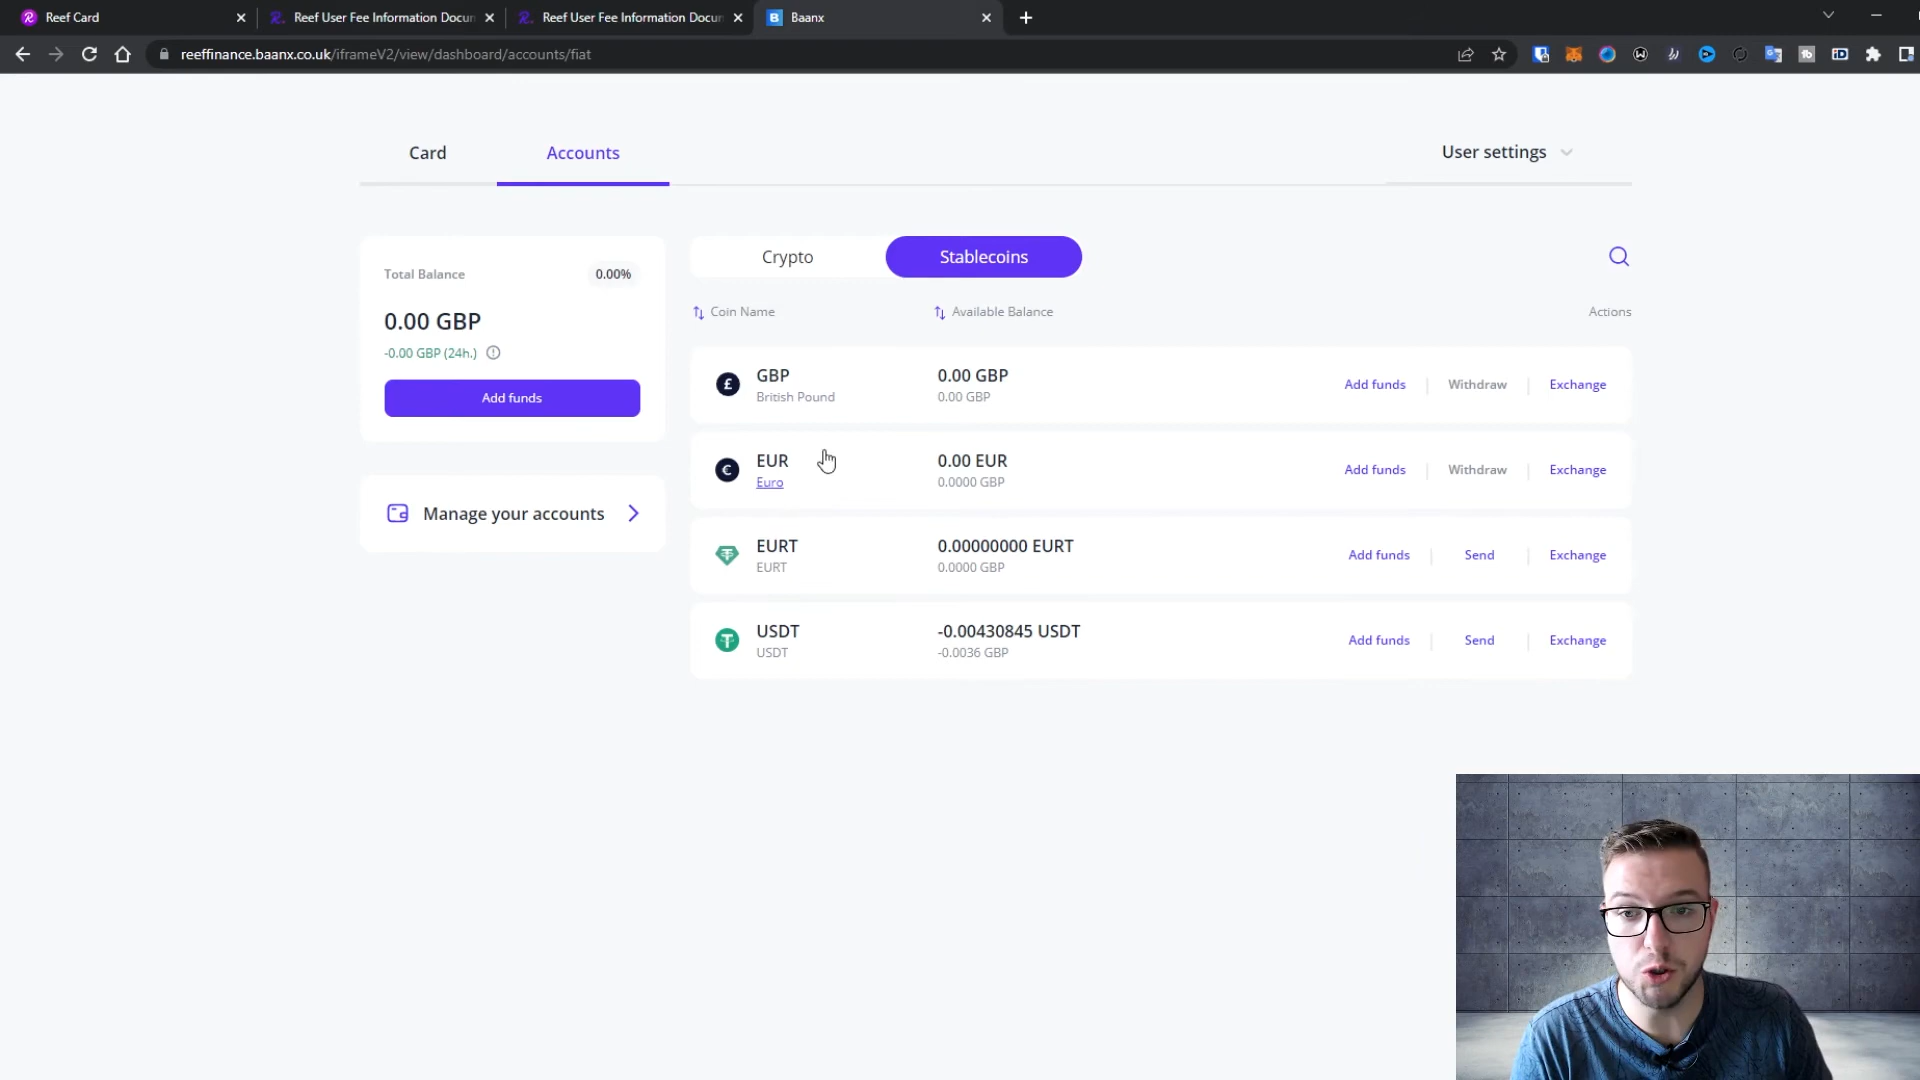 Reef Card
Reef User Fee Information Docun
Reef User Fee Information Docun
Baanx
reeffinance.baanx.co.uk/iframeV2/view/dashboard/accounts/fiat
Card
Accounts
User settings
Total Balance
0.00%
0.00 GBP
-0.00 GBP (24h.)
Add funds
Manage your accounts
Crypto
Stablecoins
Coin Name
Available Balance
Actions
GBP
British Pound
0.00 GBP
0.00 GBP
Add funds
Withdraw
Exchange
EUR
Euro
0.00 EUR
0.0000 GBP
Add funds
Withdraw
Exchange
EURT
EURT
0.00000000 EURT
0.0000 GBP
Add funds
Send
Exchange
USDT
USDT
-0.00430845 USDT
-0.0036 GBP
Add funds
Send
Exchange